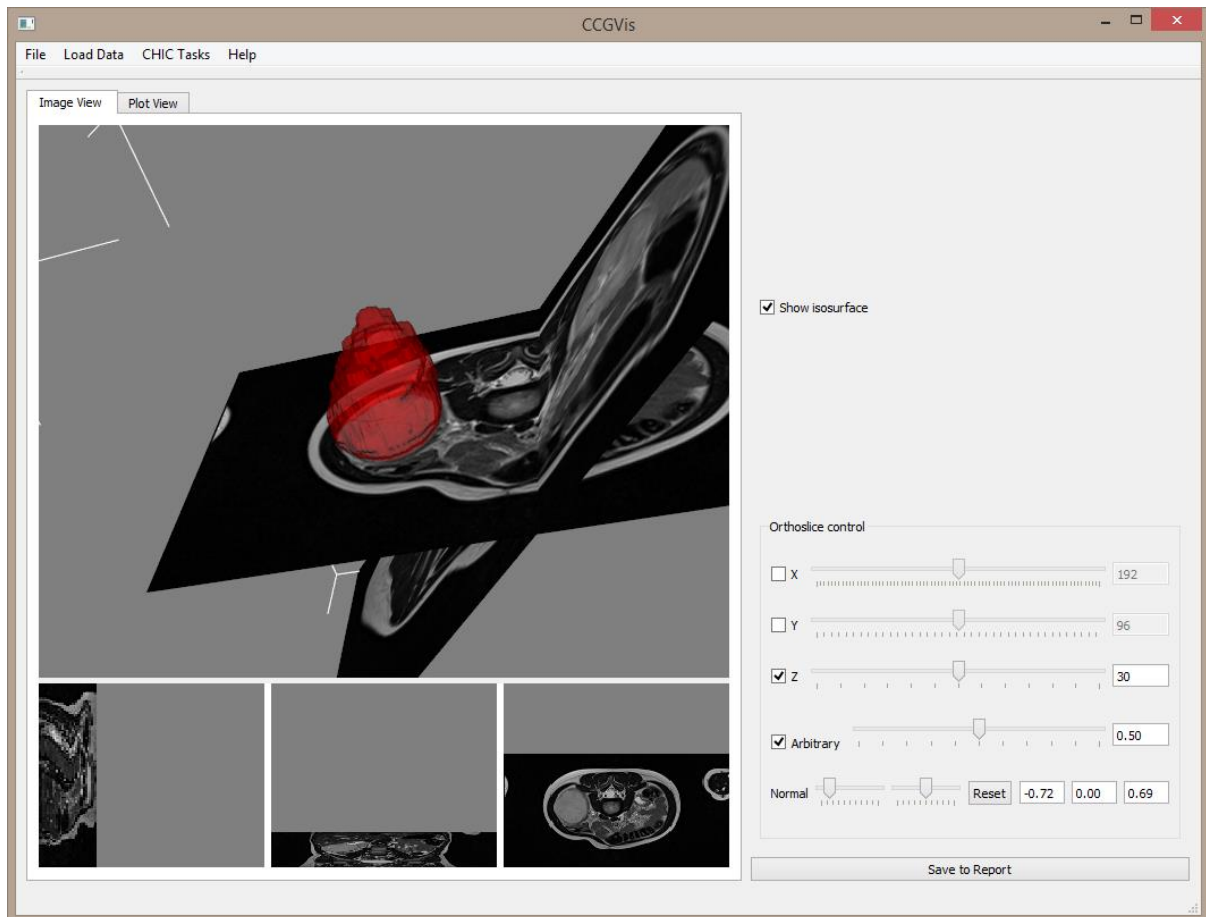 CCGVis
File Load Data CHIC Tasks Help
Image View Plot View
Show isosurface
Orthoslice control
X 192
Y 96
Z 30
Arbitrary 0.50
Normal Reset -0.72 0.00 0.69
Save to Report